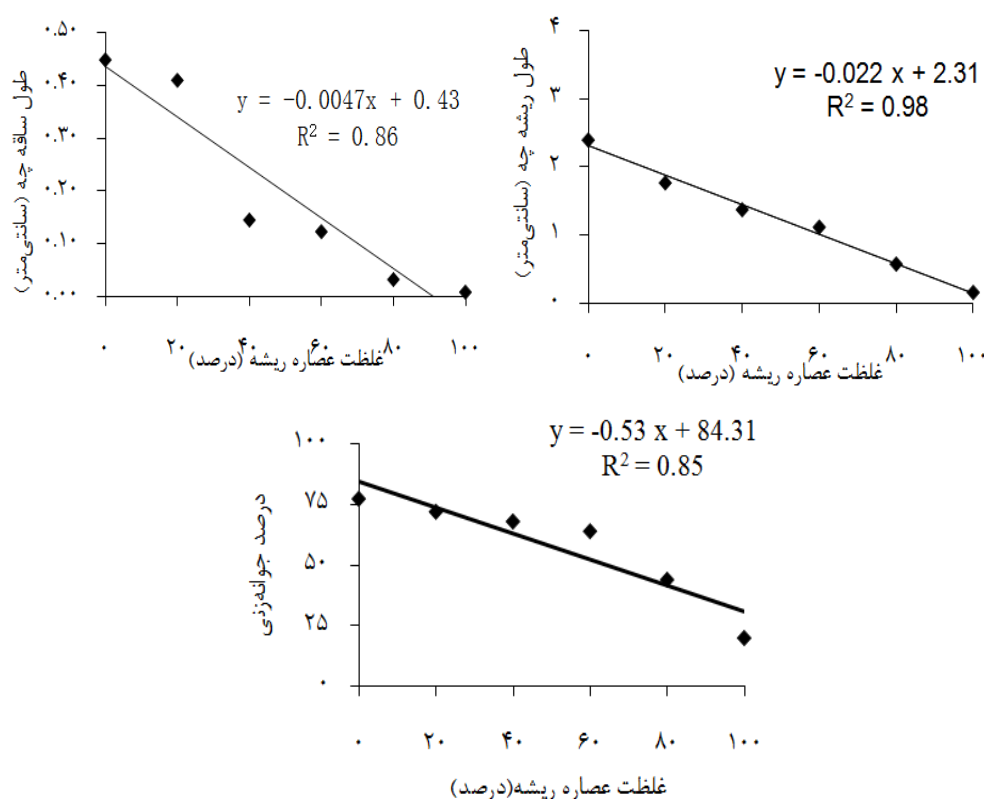 ۰.۵۰
۰.۴۰
۰.۳۰
۰.۲۰
۰.۱۰
۰.۰۰
طول ساقه چه (سانتی‌متر)
y = -0.0047x + 0.43
R² = 0.86
۰ ۲۰ ۴۰ ۶۰ ۸۰ ۱۰۰
غلظت عصاره ریشه (درصد)
۴
۳
۲
۱
۰
طول ریشه چه (سانتی‌متر)
y = -0.022 x + 2.31
R² = 0.98
۰ ۲۰ ۴۰ ۶۰ ۸۰ ۱۰۰
غلظت عصاره ریشه (درصد)
۱۰۰
۷۵
۵۰
۲۵
۰
درصد جوانه‌زنی
y = -0.53 x + 84.31
R² = 0.85
۰ ۲۰ ۴۰ ۶۰ ۸۰ ۱۰۰
غلظت عصاره ریشه(درصد)